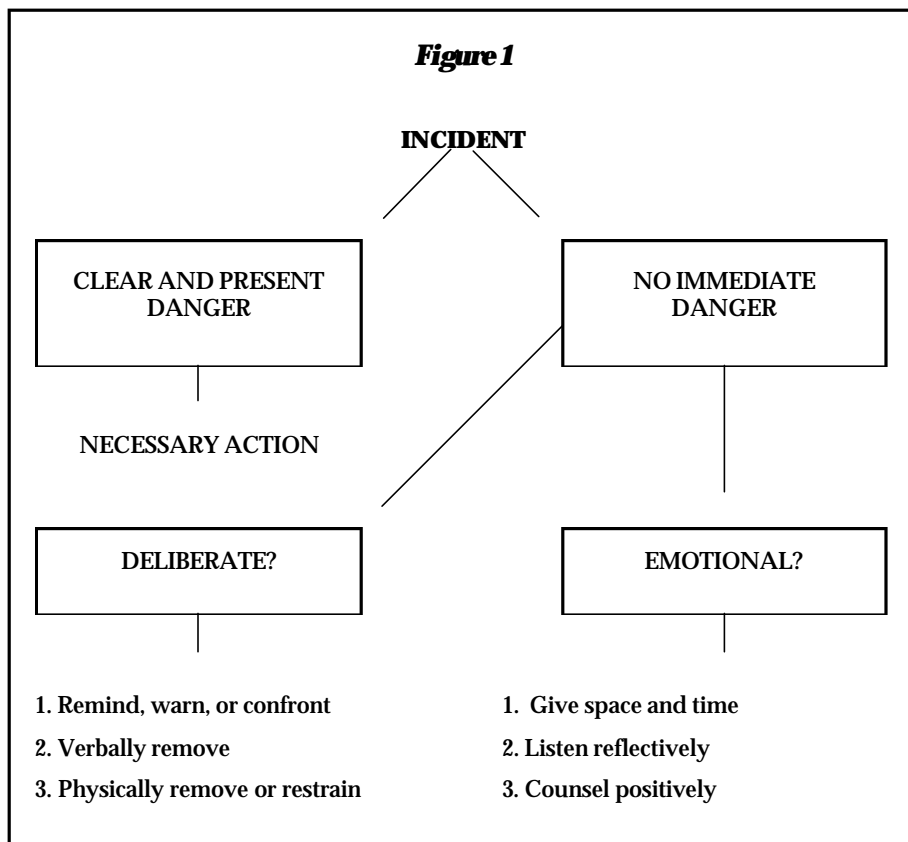 Figure 1
INCIDENT
CLEAR AND PRESENT
DANGER
NO IMMEDIATE
DANGER
NECESSARY ACTION
DELIBERATE?
EMOTIONAL?
1. Remind, warn, or confront
2. Verbally remove
3. Physically remove or restrain
1. Give space and time
2. Listen reflectively
3. Counsel positively